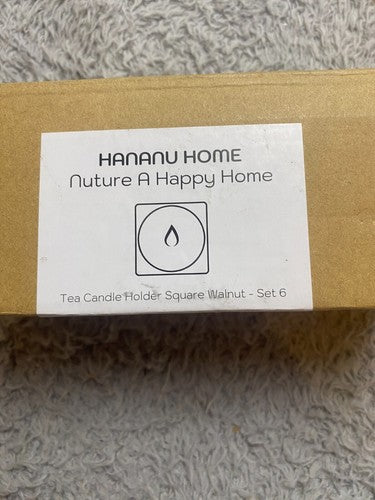 HANANU HOME
Nuture A Happy Home
Tea Candle Holder Square Walnut - Set 6